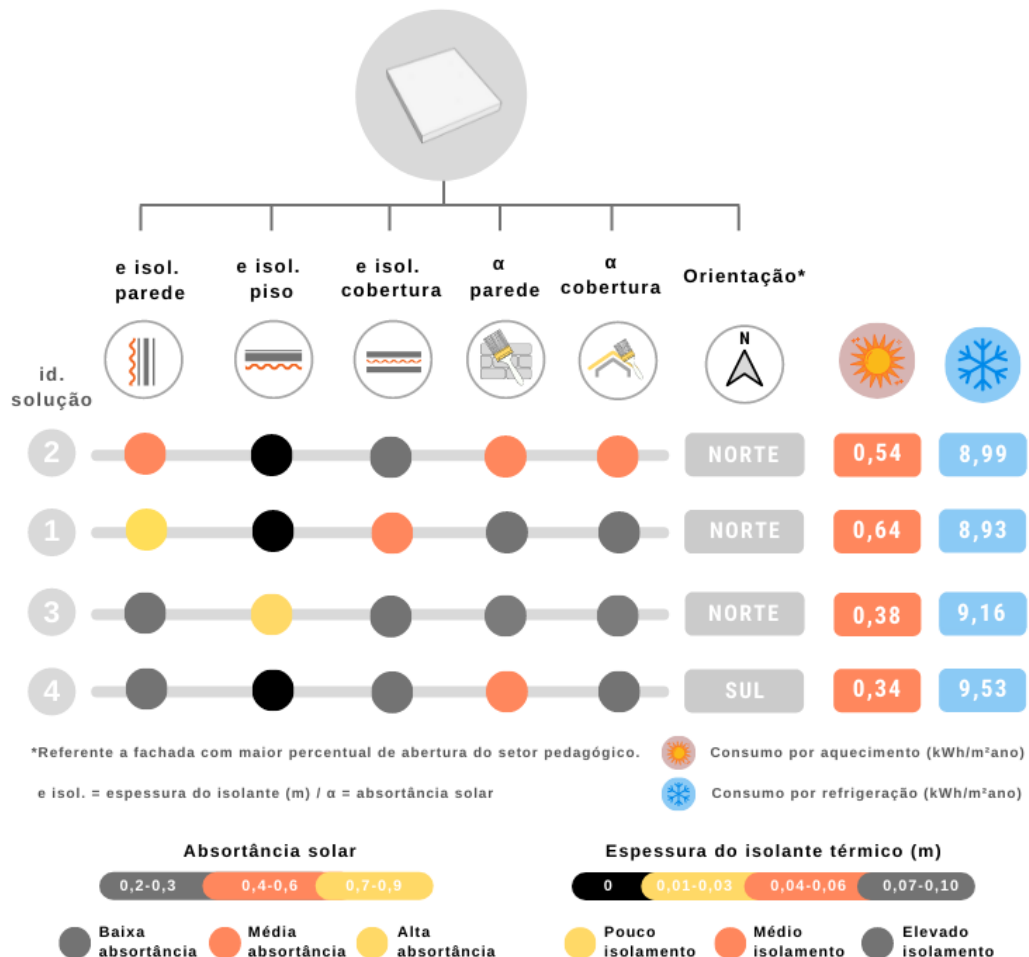 e isol.
parede
e isol.
piso
e isol.
cobertura
α
parede
α
cobertura
Orientação*
N
id.
solução
2 NORTE 0,54 8,99
1 NORTE 0,64 8,93
3 NORTE 0,38 9,16
4 SUL 0,34 9,53
*Referente a fachada com maior percentual de abertura do setor pedagógico.
Consumo por aquecimento (kWh/m²ano)
e isol. = espessura do isolante (m) / α = absortância solar
Consumo por refrigeração (kWh/m²ano)
Absortância solar
0,2-0,3 0,4-0,6 0,7-0,9
Baixa
absortância
Média
absortância
Alta
absortância
Espessura do isolante térmico (m)
0 0,01-0,03 0,04-0,06 0,07-0,10
Pouco
isolamento
Médio
isolamento
Elevado
isolamento